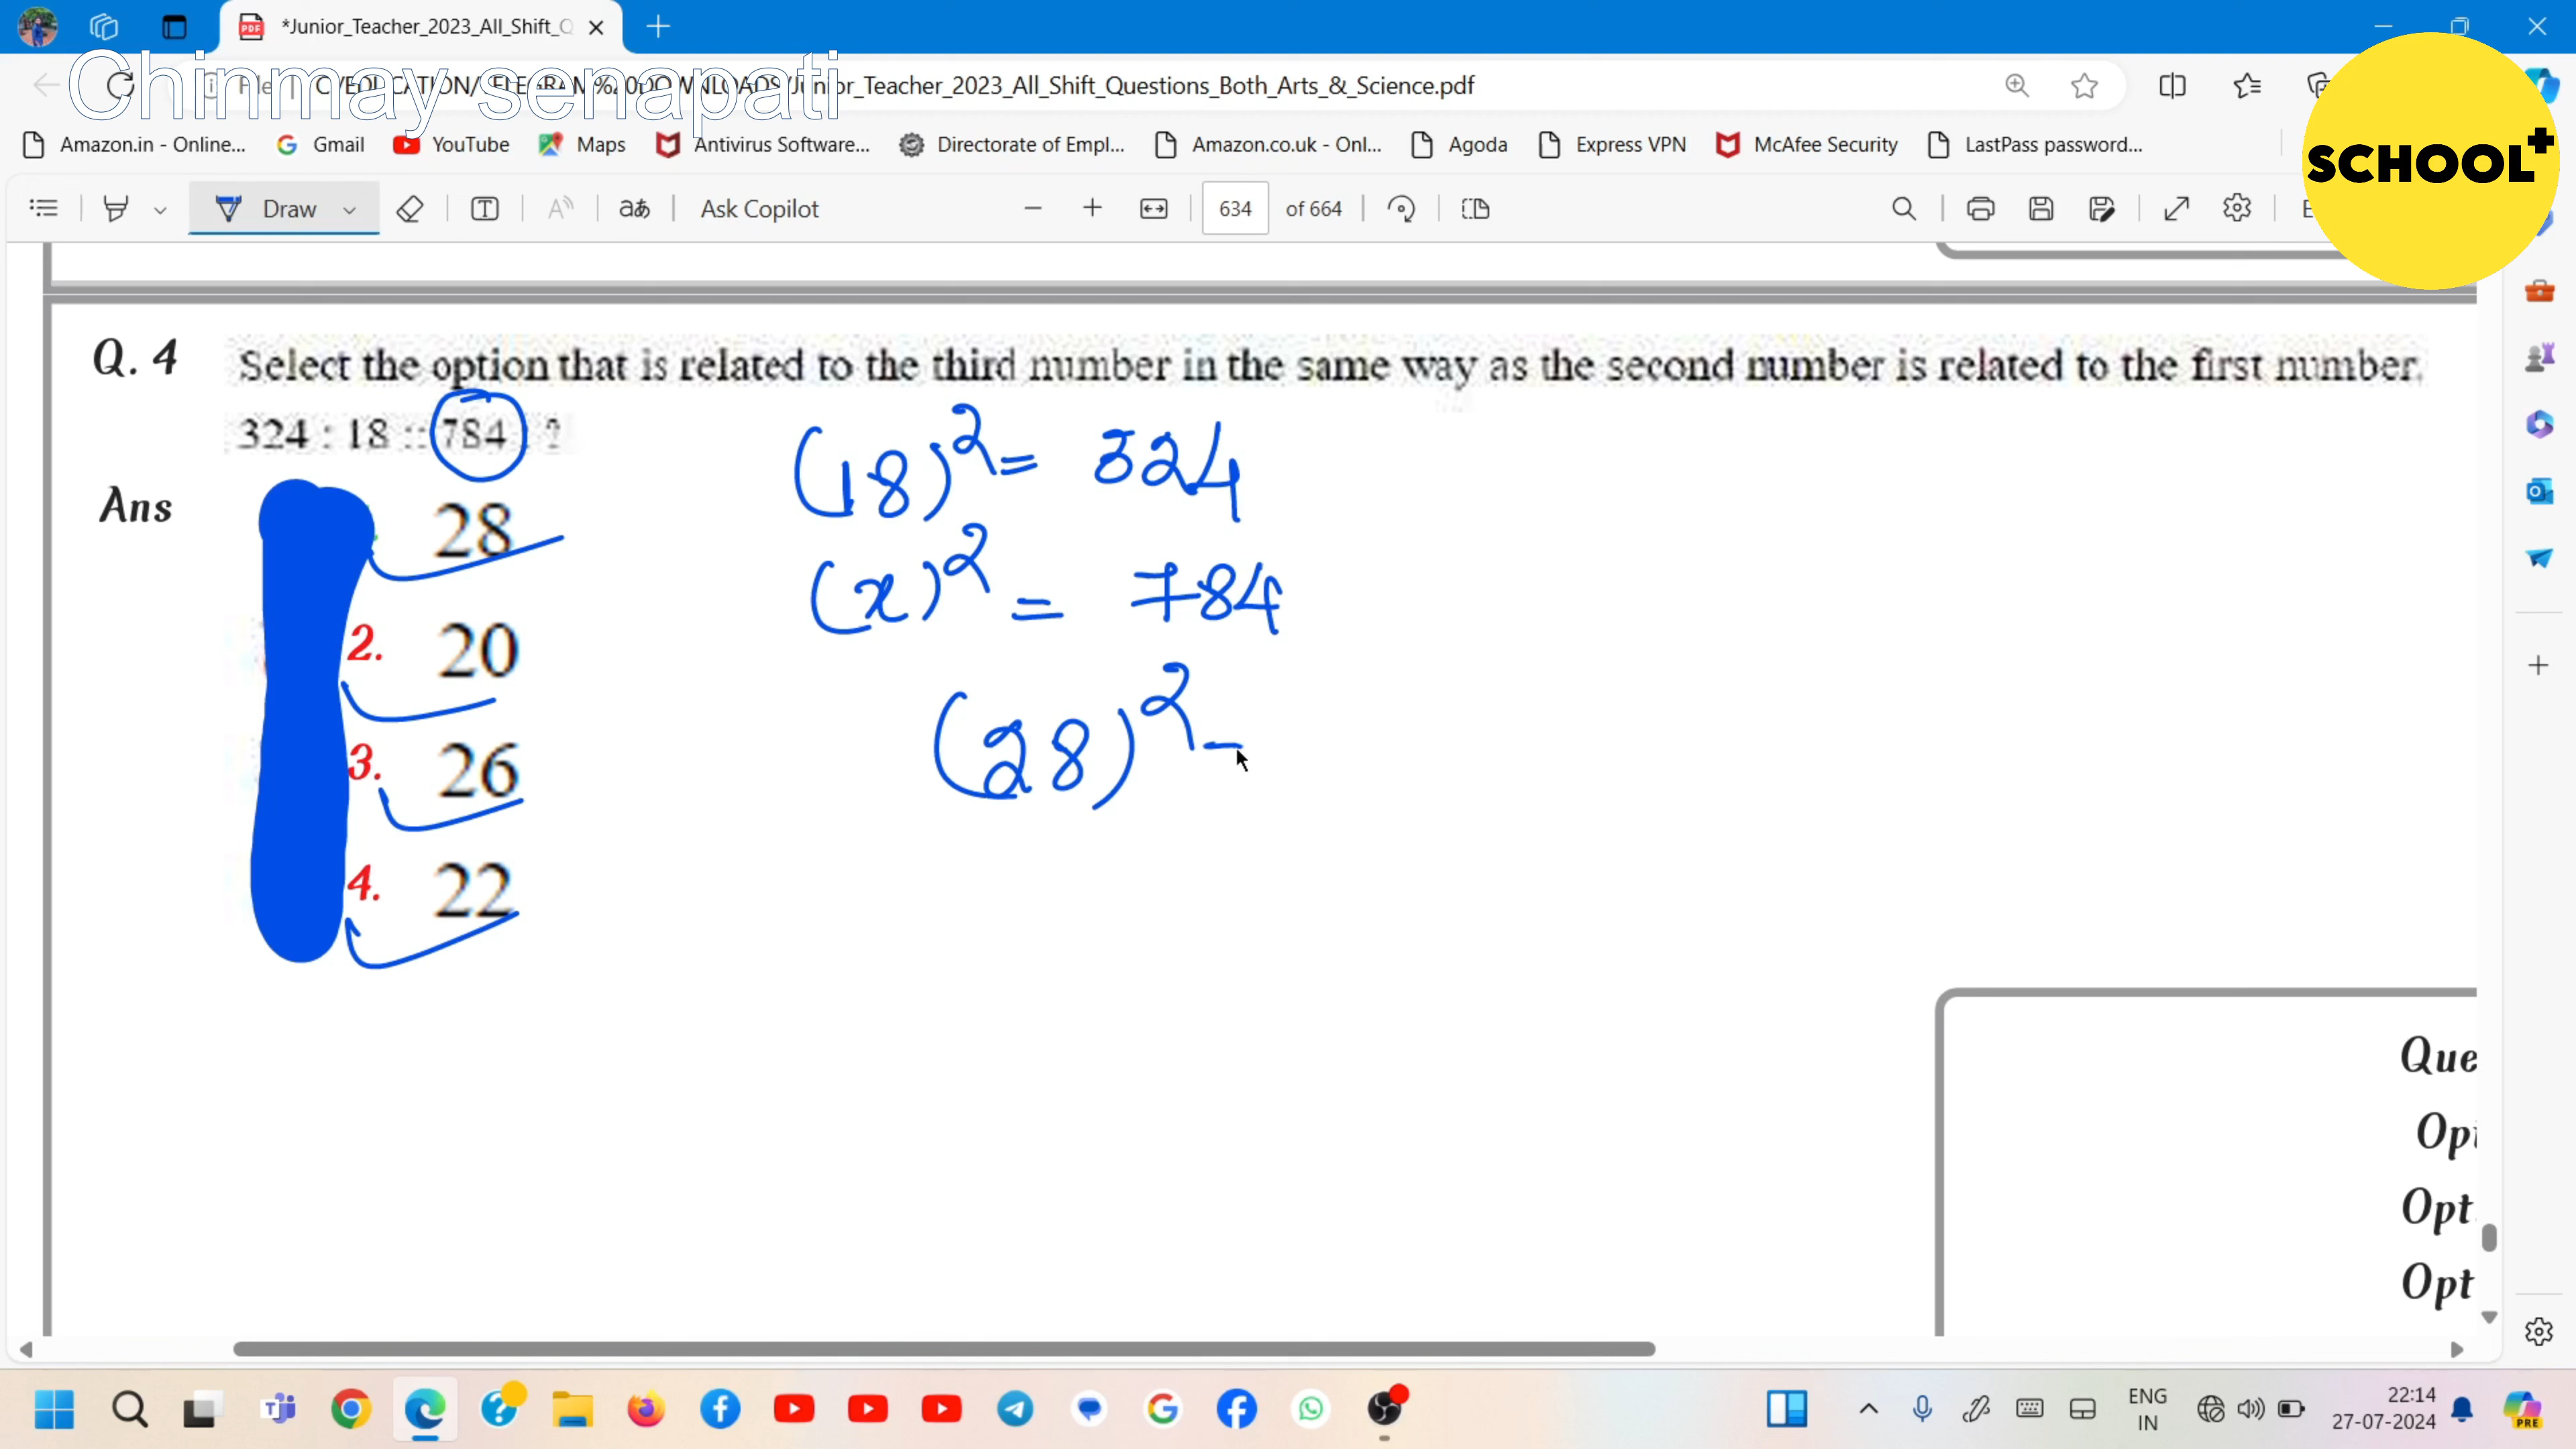 *Junior_Teacher_2023_All_Shift_Q
Chinmay senapati
Junior_Teacher_2023_All_Shift_Questions_Both_Arts_&_Science.pdf
SCHOOL+
Amazon.in - Online... Gmail YouTube Maps Antivirus Software... Directorate of Empl... Amazon.co.uk - Onl... Agoda Express VPN McAfee Security LastPass password...
Draw Ask Copilot 634 of 664
Q. 4 Select the option that is related to the third number in the same way as the second number is related to the first number.
324 : 18 :: 784 ?
(18)² = 324
Ans 28
(x)² = 784
2. 20
(28)² -
3. 26
4. 22
Que
Opt
Opt
Opt
ENG
IN
22:14
27-07-2024
PRE